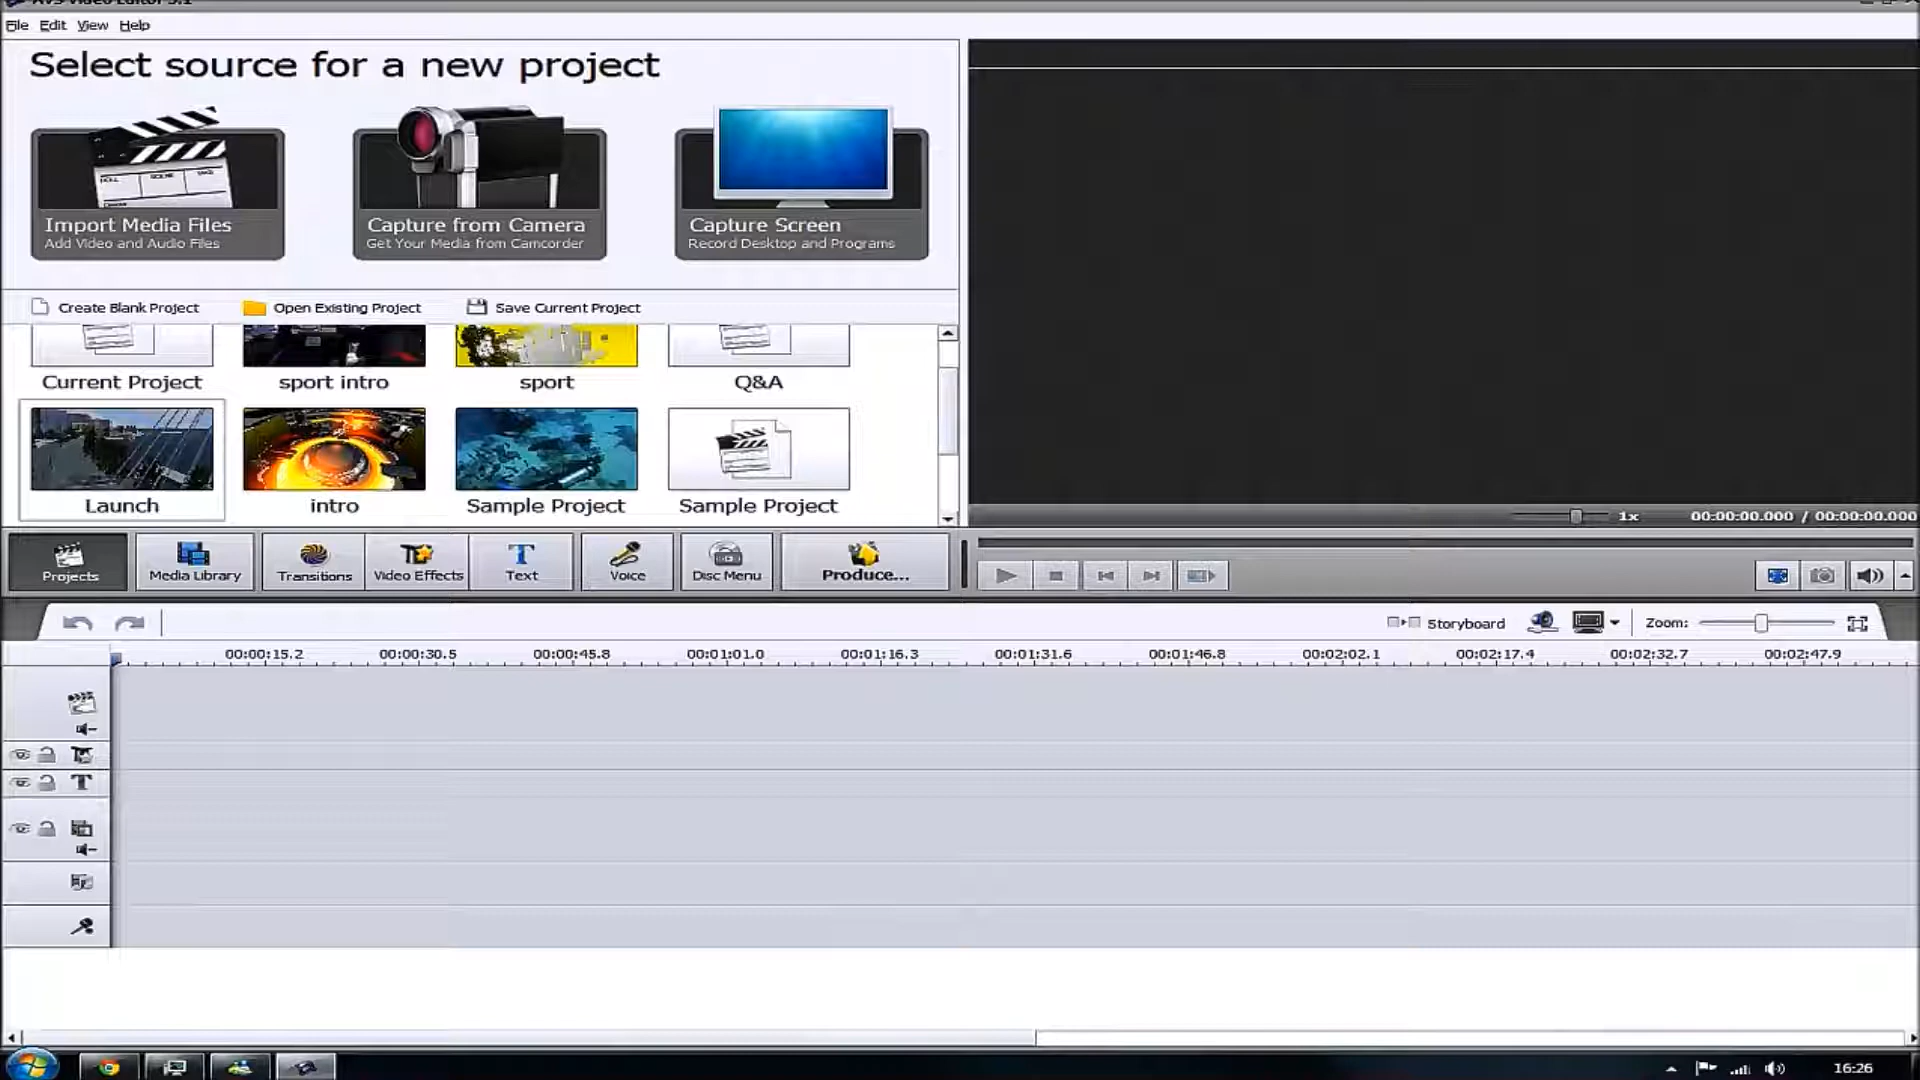 AVS Video Editor 5.1
File Edit View Help
Select source for a new project
Import Media Files
Add Video and Audio Files
Capture from Camera
Get Your Media from Camcorder
Capture Screen
Record Desktop and Programs
Create Blank Project
Open Existing Project
Save Current Project
Current Project
sport intro
sport
Q&A
Launch
intro
Sample Project
Sample Project
1x
00:00:00.000 / 00:00:00.000
Projects
Media Library
Transitions
Video Effects
T
Text
Voice
Disc Menu
Produce...
Storyboard
Zoom:
00:00:15.2 00:00:30.5 00:00:45.8 00:01:01.0 00:01:16.3 00:01:31.6 00:01:46.8 00:02:02.1 00:02:17.4 00:02:32.7 00:02:47.9
T
16:26